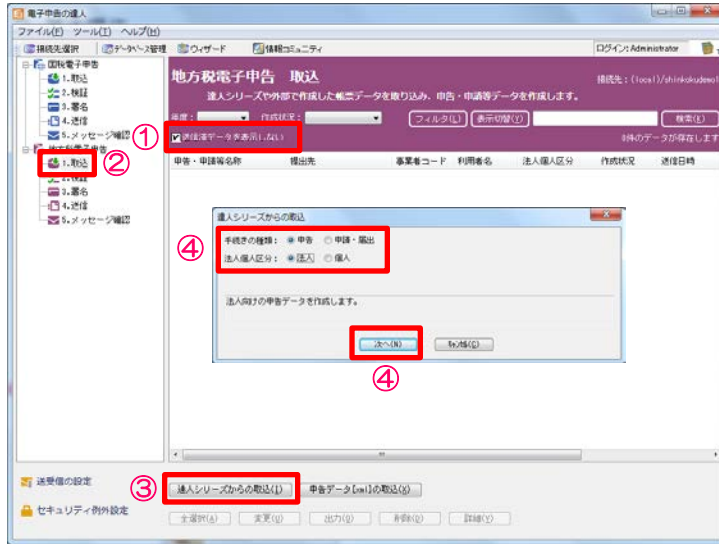 電子申告の達人
ファイル(F) ツール(T) ヘルプ(H)
接続先選択 データベース管理 ウィザード 情報コミュニティ ログイン: Administrator
国税電子申告
1.取込
2.検証
3.署名
4.送信
5.メッセージ確認
地方税電子申告
1.取込
2.検証
3.署名
4.送信
5.メッセージ確認
①
②
地方税電子申告 取込
接続先：(local)/shinkokudemo1
達人シリーズや外部で作成した帳票データを取り込み、申告・申請等データを作成します。
年度： 作成状況： フィルタ(L) 表示切替(Y) 検索(E)
送信済データを表示しない
0件のデータが存在します
申告・申請等名称 提出先 事業者コード 利用者名 法人個人区分 作成状況 送信日時
達人シリーズからの取込
④
手続きの種類： 申告 申請・届出
法人個人区分： 法人 個人
法人向けの申告データを作成します。
次へ(N) ｷｬﾝｾﾙ(C)
④
送受信の設定
セキュリティ例外設定
③
達人シリーズからの取込(I) 申告データ[xml]の取込(X)
全選択(A) 変更(U) 出力(O) 削除(D) 詳細(Y)